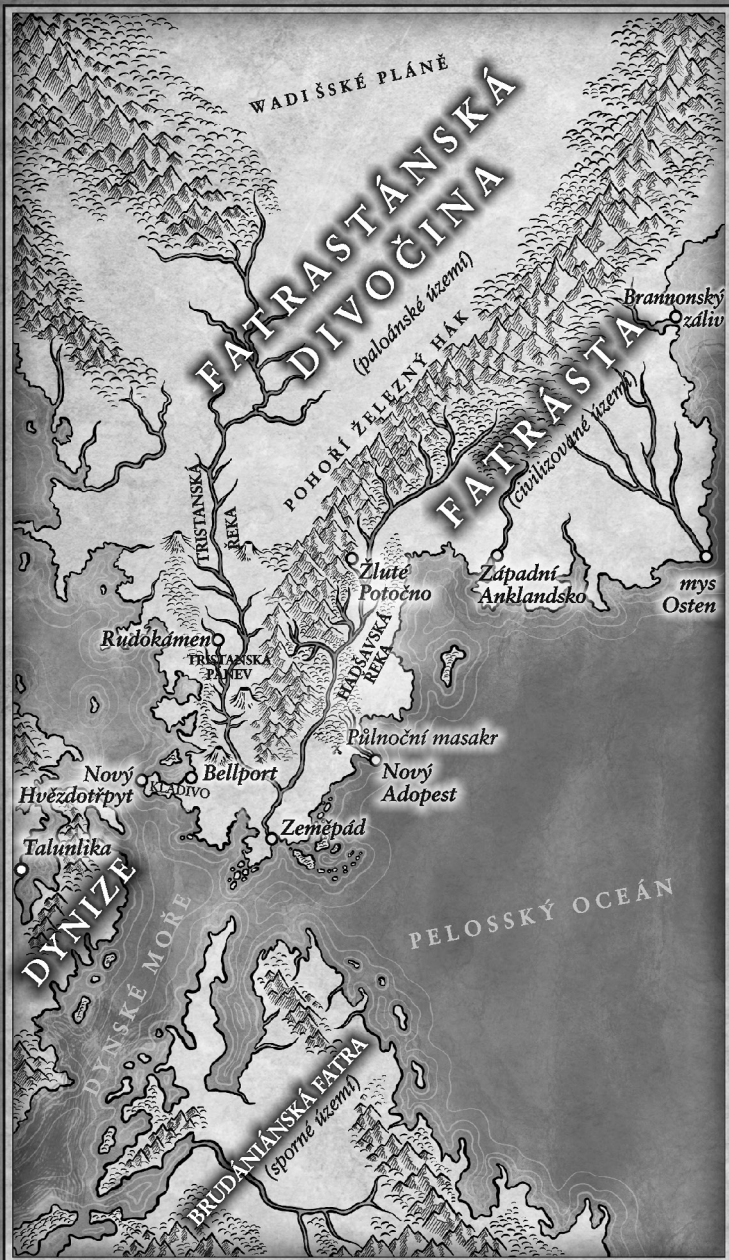 WADIŠSKÉ PLÁNĚ
FATRASTÁNSKÁ
DIVOČINA
(paloánské území)
Brannonský
záliv
POHOŘÍ ŽELEZNÝ HÁK
FATRÁSTA
(civilizované území)
TRISTANSKÁ
ŘEKA
Žluté
Potočno
Západní
Anklandsko
mys
Osten
Rudokámen
TRISTANSKÁ
PÁNEV
HADŠAVSKÁ
ŘEKA
Půlnoční masakr
Nový
Adopest
Nový
Hvězdotřpyt
KLADIVO
Bellport
Zeměpád
Talunlika
DYNIZE
DYNSKÉ MOŘE
PELOSSKÝ OCEÁN
BRUDÁNIÁNSKÁ FATRA
(sporné území)